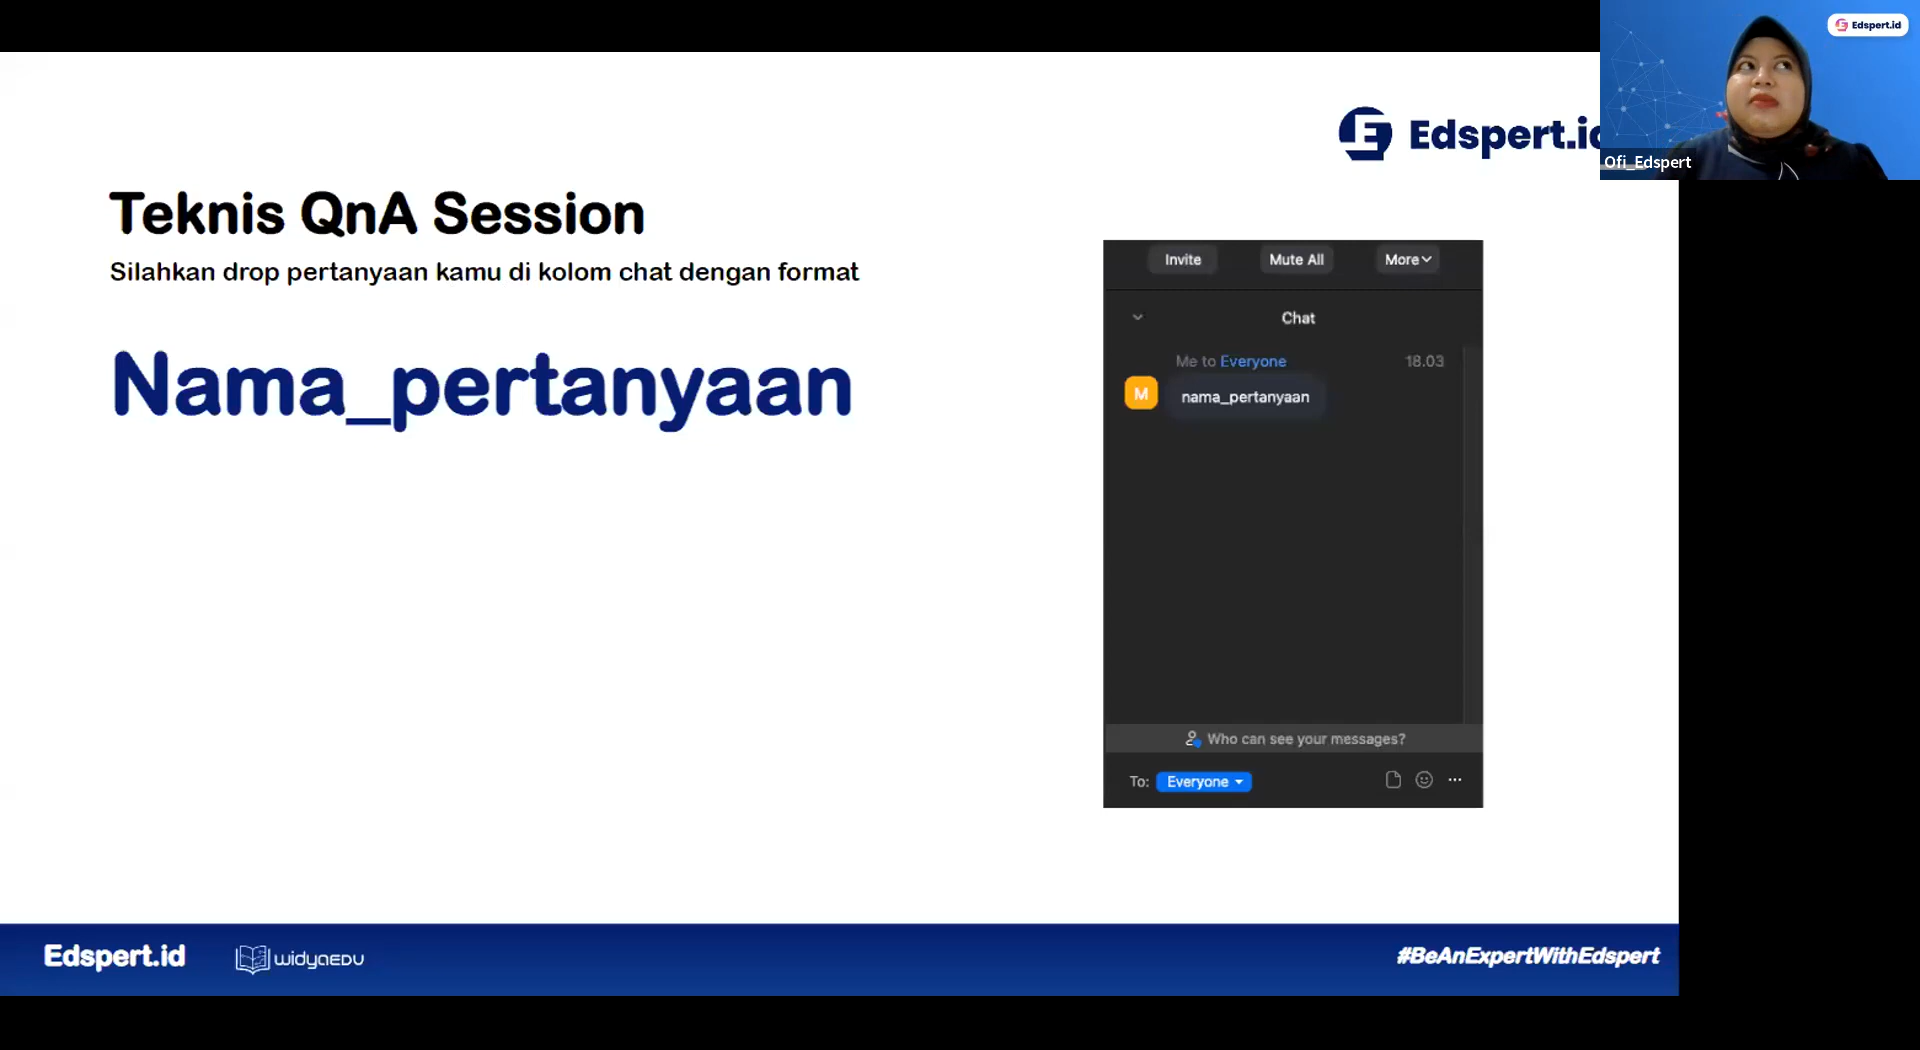 Edspert.id
Edspert.id
Ofi_Edspert
Teknis QnA Session
Silahkan drop pertanyaan kamu di kolom chat dengan format
Nama_pertanyaan
Invite
Mute All
More
Chat
Me to Everyone
18.03
M
nama_pertanyaan
Who can see your messages?
To: Everyone
Edspert.id
WIDYAEDU
#BeAnExpertWithEdspert